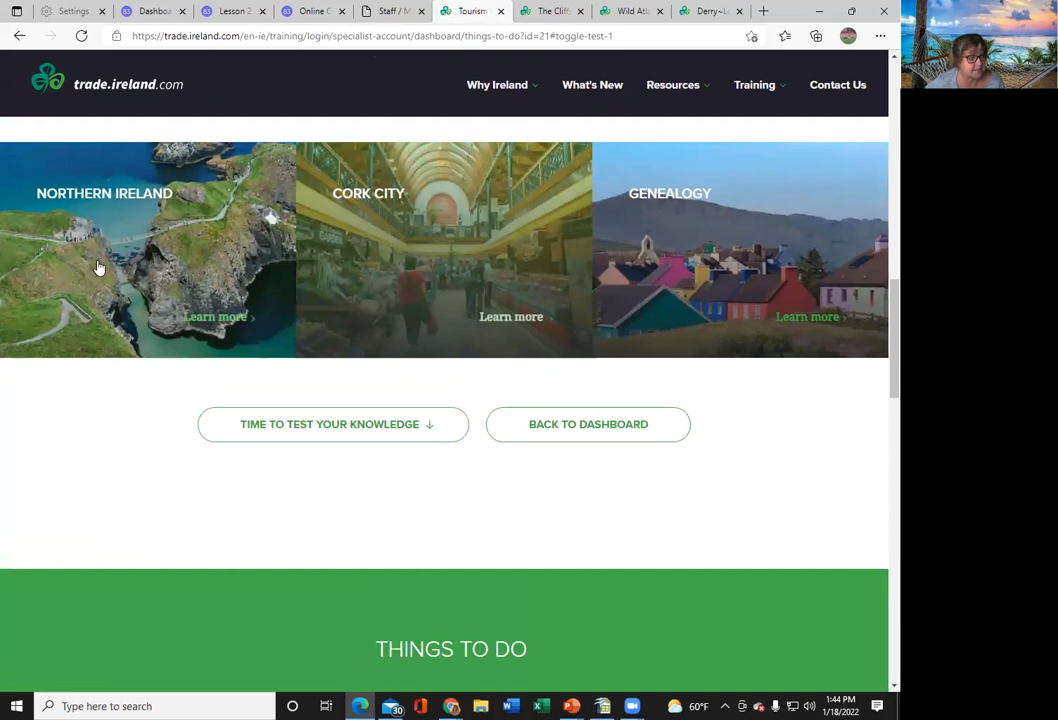 Settings
Dashboa
Lesson 2
Online C
Staff / M
Tourism
The Cliff
Wild Atl
Derry~L
https://trade.ireland.com/en-ie/training/login/specialist-account/dashboard/things-to-do?id=21#toggle-test-1
trade.ireland.com
Why Ireland
What's New
Resources
Training
Contact Us
NORTHERN IRELAND
Learn more
CORK CITY
Learn more
GENEALOGY
Learn more
TIME TO TEST YOUR KNOWLEDGE
BACK TO DASHBOARD
THINGS TO DO
Type here to search
30
60°F
1:44 PM
1/18/2022